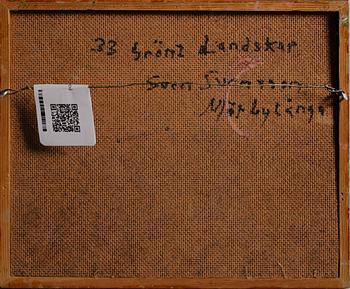 33 Grönt Landskap
Sven Svensson
Mörbylånga